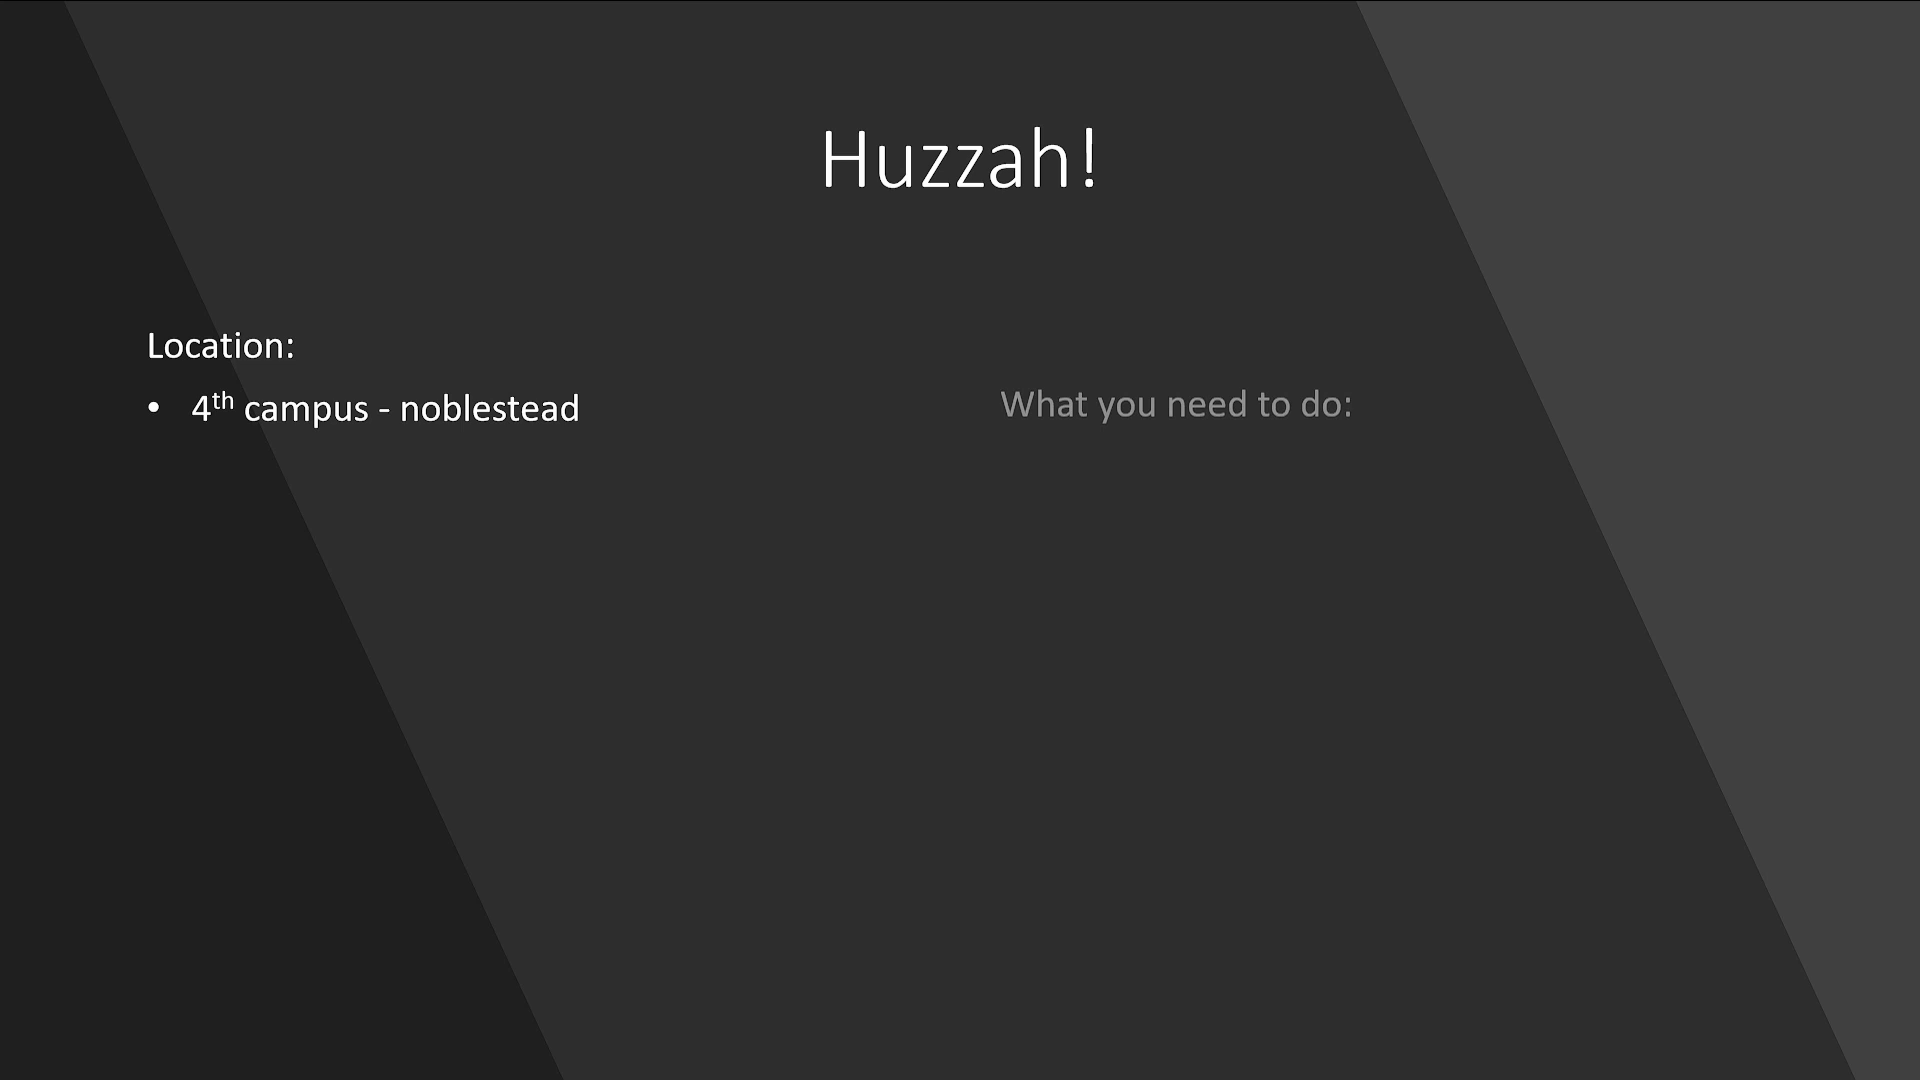 Huzzah!
Location:
• 4th campus - noblestead
What you need to do: